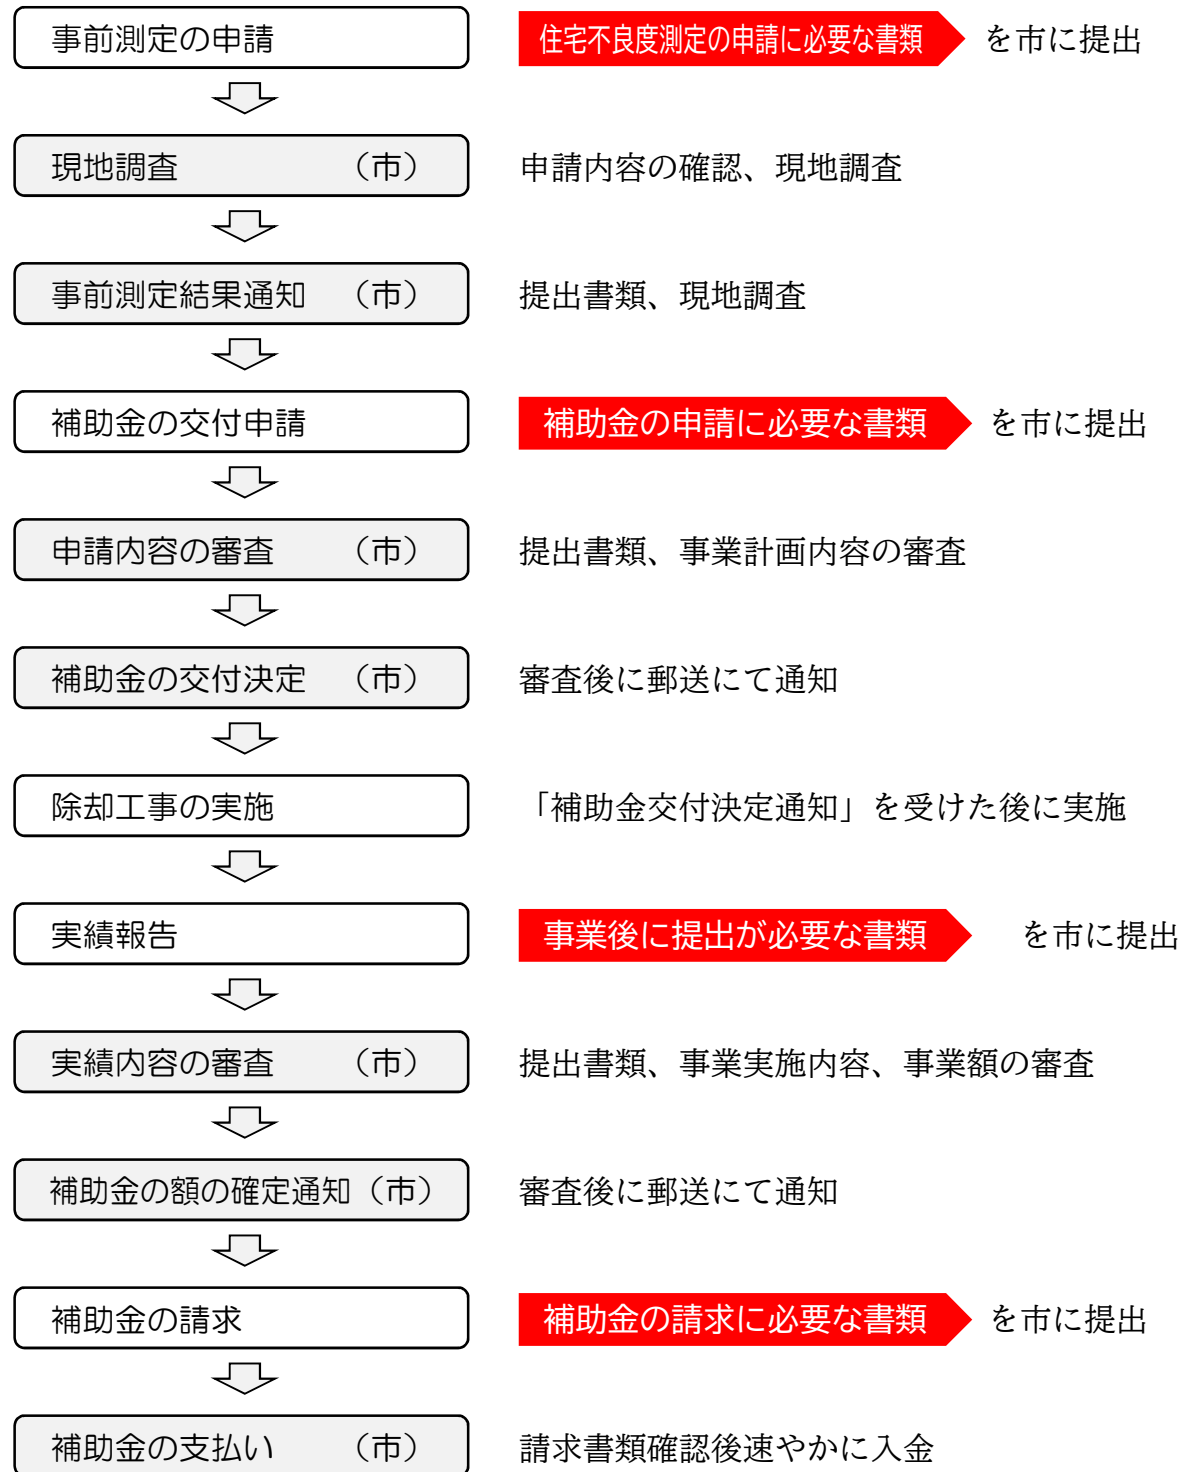 事前測定の申請 住宅不良度測定の申請に必要な書類 を市に提出
現地調査 （市） 申請内容の確認、現地調査
事前測定結果通知 （市） 提出書類、現地調査
補助金の交付申請 補助金の申請に必要な書類 を市に提出
申請内容の審査 （市） 提出書類、事業計画内容の審査
補助金の交付決定 （市） 審査後に郵送にて通知
除却工事の実施 「補助金交付決定通知」を受けた後に実施
実績報告 事業後に提出が必要な書類 を市に提出
実績内容の審査 （市） 提出書類、事業実施内容、事業額の審査
補助金の額の確定通知（市） 審査後に郵送にて通知
補助金の請求 補助金の請求に必要な書類 を市に提出
補助金の支払い （市） 請求書類確認後速やかに入金